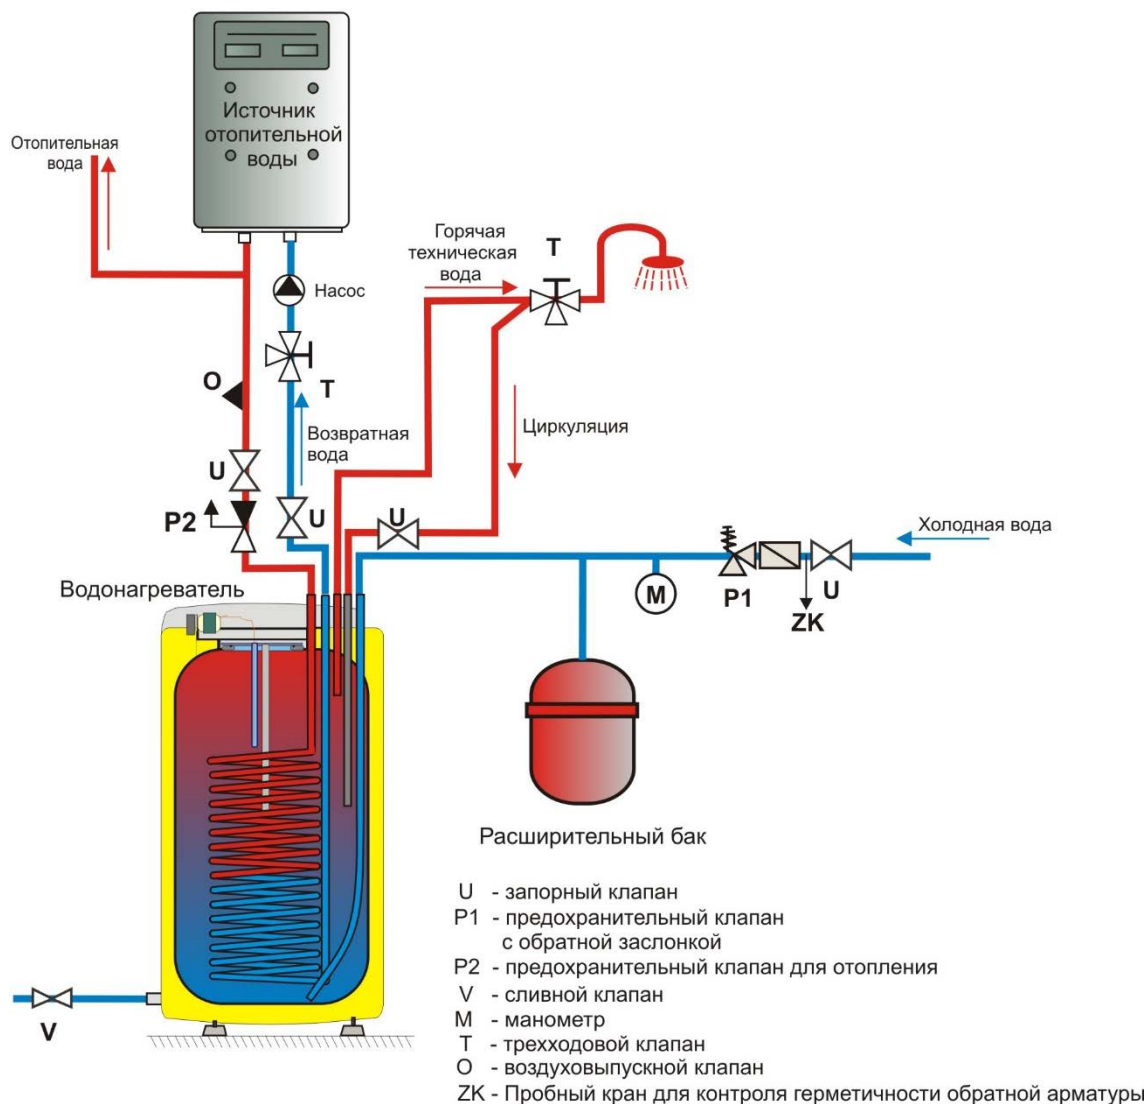 Источник
отопительной
воды
Отопительная
вода
Горячая
техническая
вода
T
Насос
O
T
Возвратная
вода
Циркуляция
U
P2
U
U
Холодная вода
M
P1
U
ZK
Водонагреватель
Расширительный бак
V
U - запорный клапан
P1 - предохранительный клапан
с обратной заслонкой
P2 - предохранительный клапан для отопления
V - сливной клапан
M - манометр
T - трехходовой клапан
O - воздуховыпускной клапан
ZK - Пробный кран для контроля герметичности обратной арматуры